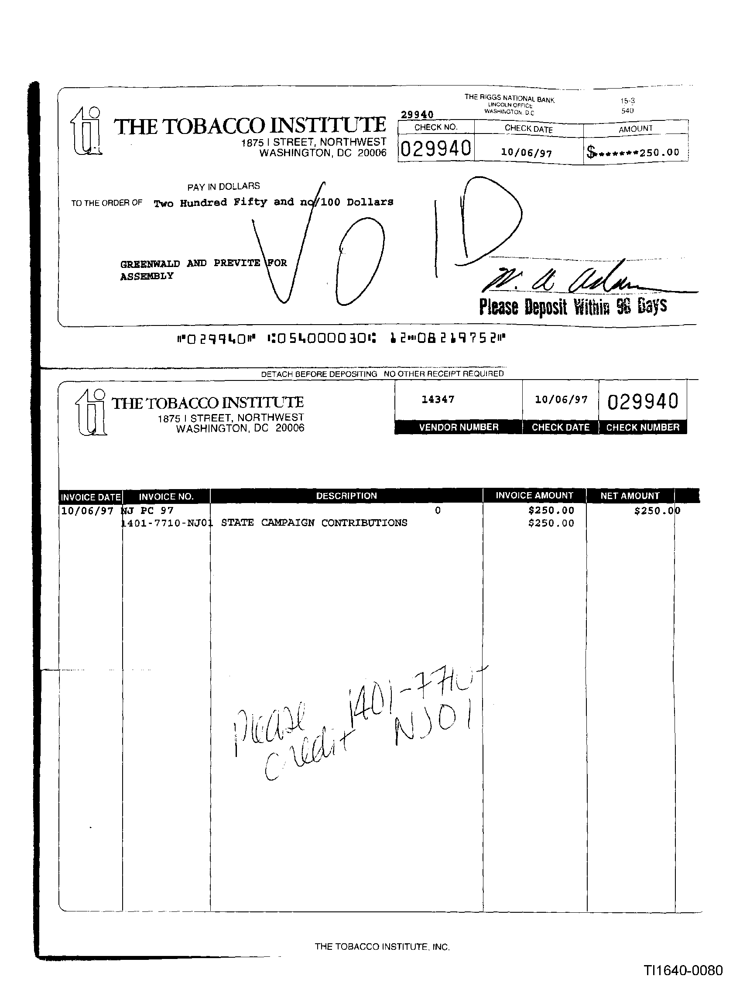 THE RIGGS NATIONAL BANK
LINCOLN OFFICE
WASHINGTON, D C
15-3
540
ti THE TOBACCO INSTITUTE
1875 I STREET, NORTHWEST
WASHINGTON, DC 20006
29940
CHECK NO. CHECK DATE AMOUNT
029940 10/06/97 $*******250.00
PAY IN DOLLARS
TO THE ORDER OF Two Hundred Fifty and no/100 Dollars
VOID
GREENWALD AND PREVITE FOR
ASSEMBLY
W. A. Adam
Please Deposit Within 90 Days
⑈029940⑈ ⑆054000030⑆ 12⑉08219752⑈
DETACH BEFORE DEPOSITING NO OTHER RECEIPT REQUIRED
ti THE TOBACCO INSTITUTE
1875 I STREET, NORTHWEST
WASHINGTON, DC 20006
14347 10/06/97 029940
VENDOR NUMBER CHECK DATE CHECK NUMBER
INVOICE DATE INVOICE NO. DESCRIPTION INVOICE AMOUNT NET AMOUNT
10/06/97 NJ PC 97 0 $250.00 $250.00
1401-7710-NJ01 STATE CAMPAIGN CONTRIBUTIONS $250.00
Please 1401-7710-
credit NJ01
THE TOBACCO INSTITUTE, INC.
TI1640-0080